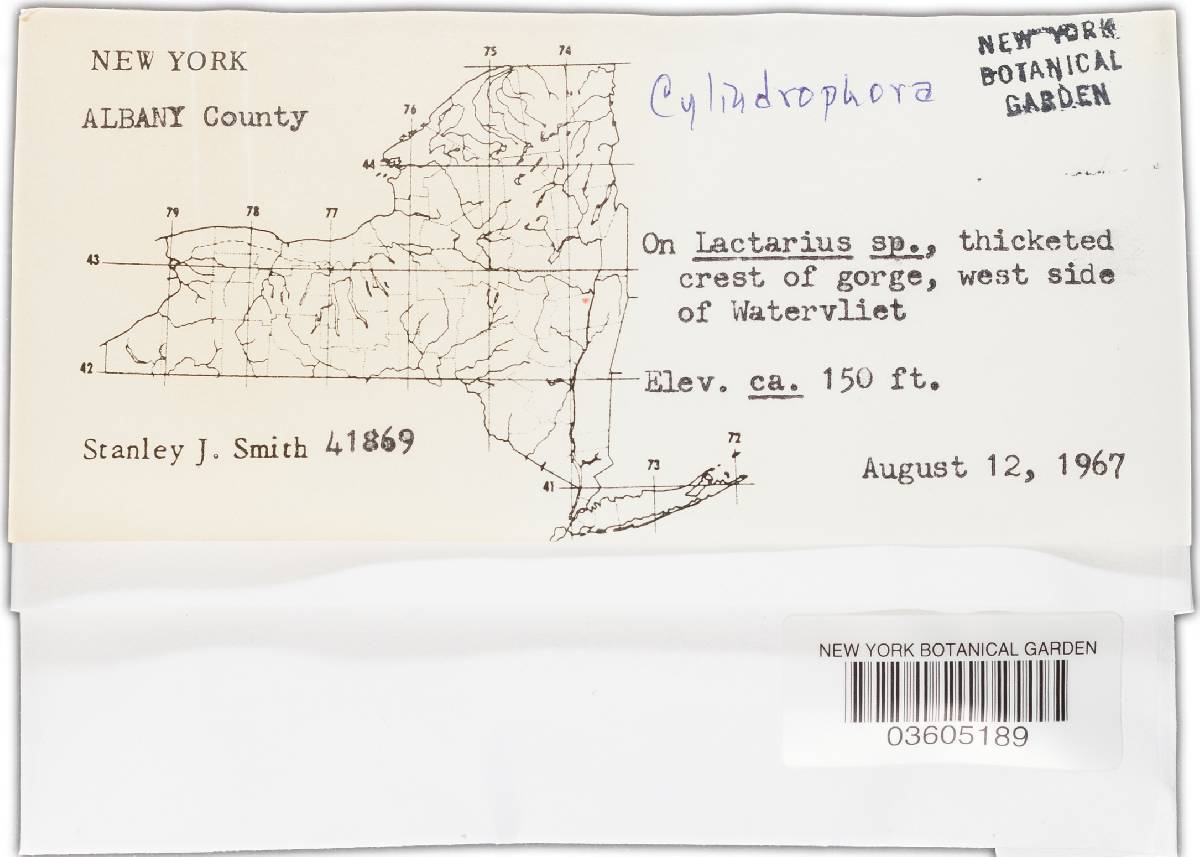 NEW YORK
ALBANY County
Cylindrophora
NEW YORK
BOTANICAL
GARDEN
75 74
76
44
79 78 77
43
42
41
73
72
On Lactarius sp., thicketed
crest of gorge, west side
of Watervliet
Elev. ca. 150 ft.
Stanley J. Smith 41869
August 12, 1967
NEW YORK BOTANICAL GARDEN
03605189